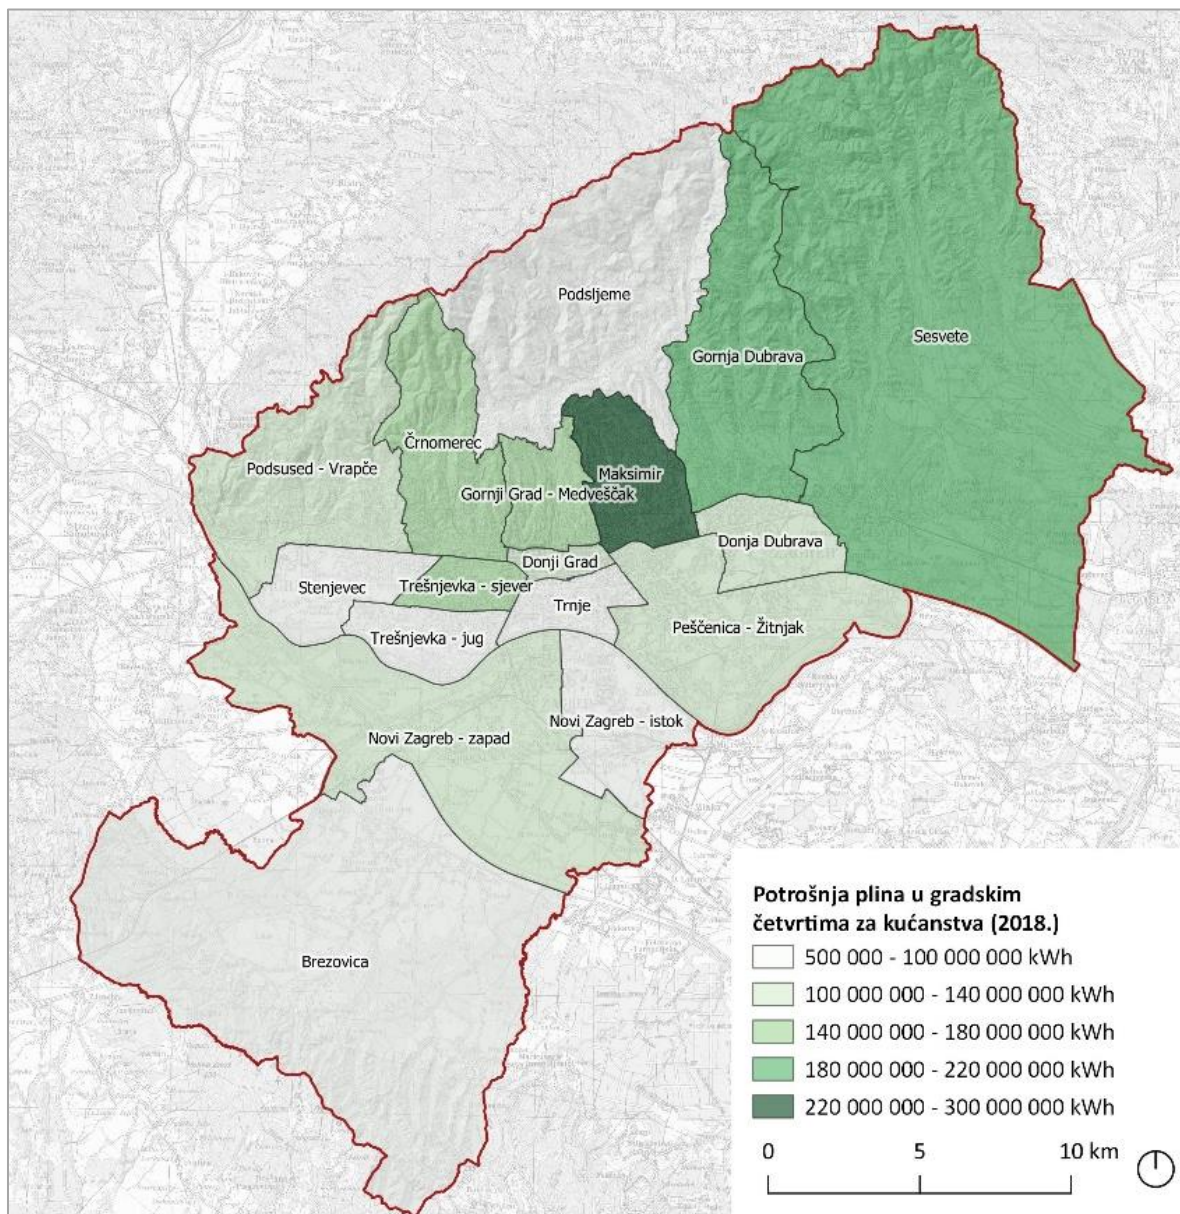 Podsljeme
Sesvete
Gornja Dubrava
Črnomerec
Podsused - Vrapče
Maksimir
Gornji Grad - Medveščak
Donja Dubrava
Donji Grad
Stenjevec
Trešnjevka - sjever
Trnje
Peščenica - Žitnjak
Trešnjevka - jug
Novi Zagreb - istok
Novi Zagreb - zapad
Brezovica
Potrošnja plina u gradskim
četvrtima za kućanstva (2018.)
500 000 - 100 000 000 kWh
100 000 000 - 140 000 000 kWh
140 000 000 - 180 000 000 kWh
180 000 000 - 220 000 000 kWh
220 000 000 - 300 000 000 kWh
0 5 10 km